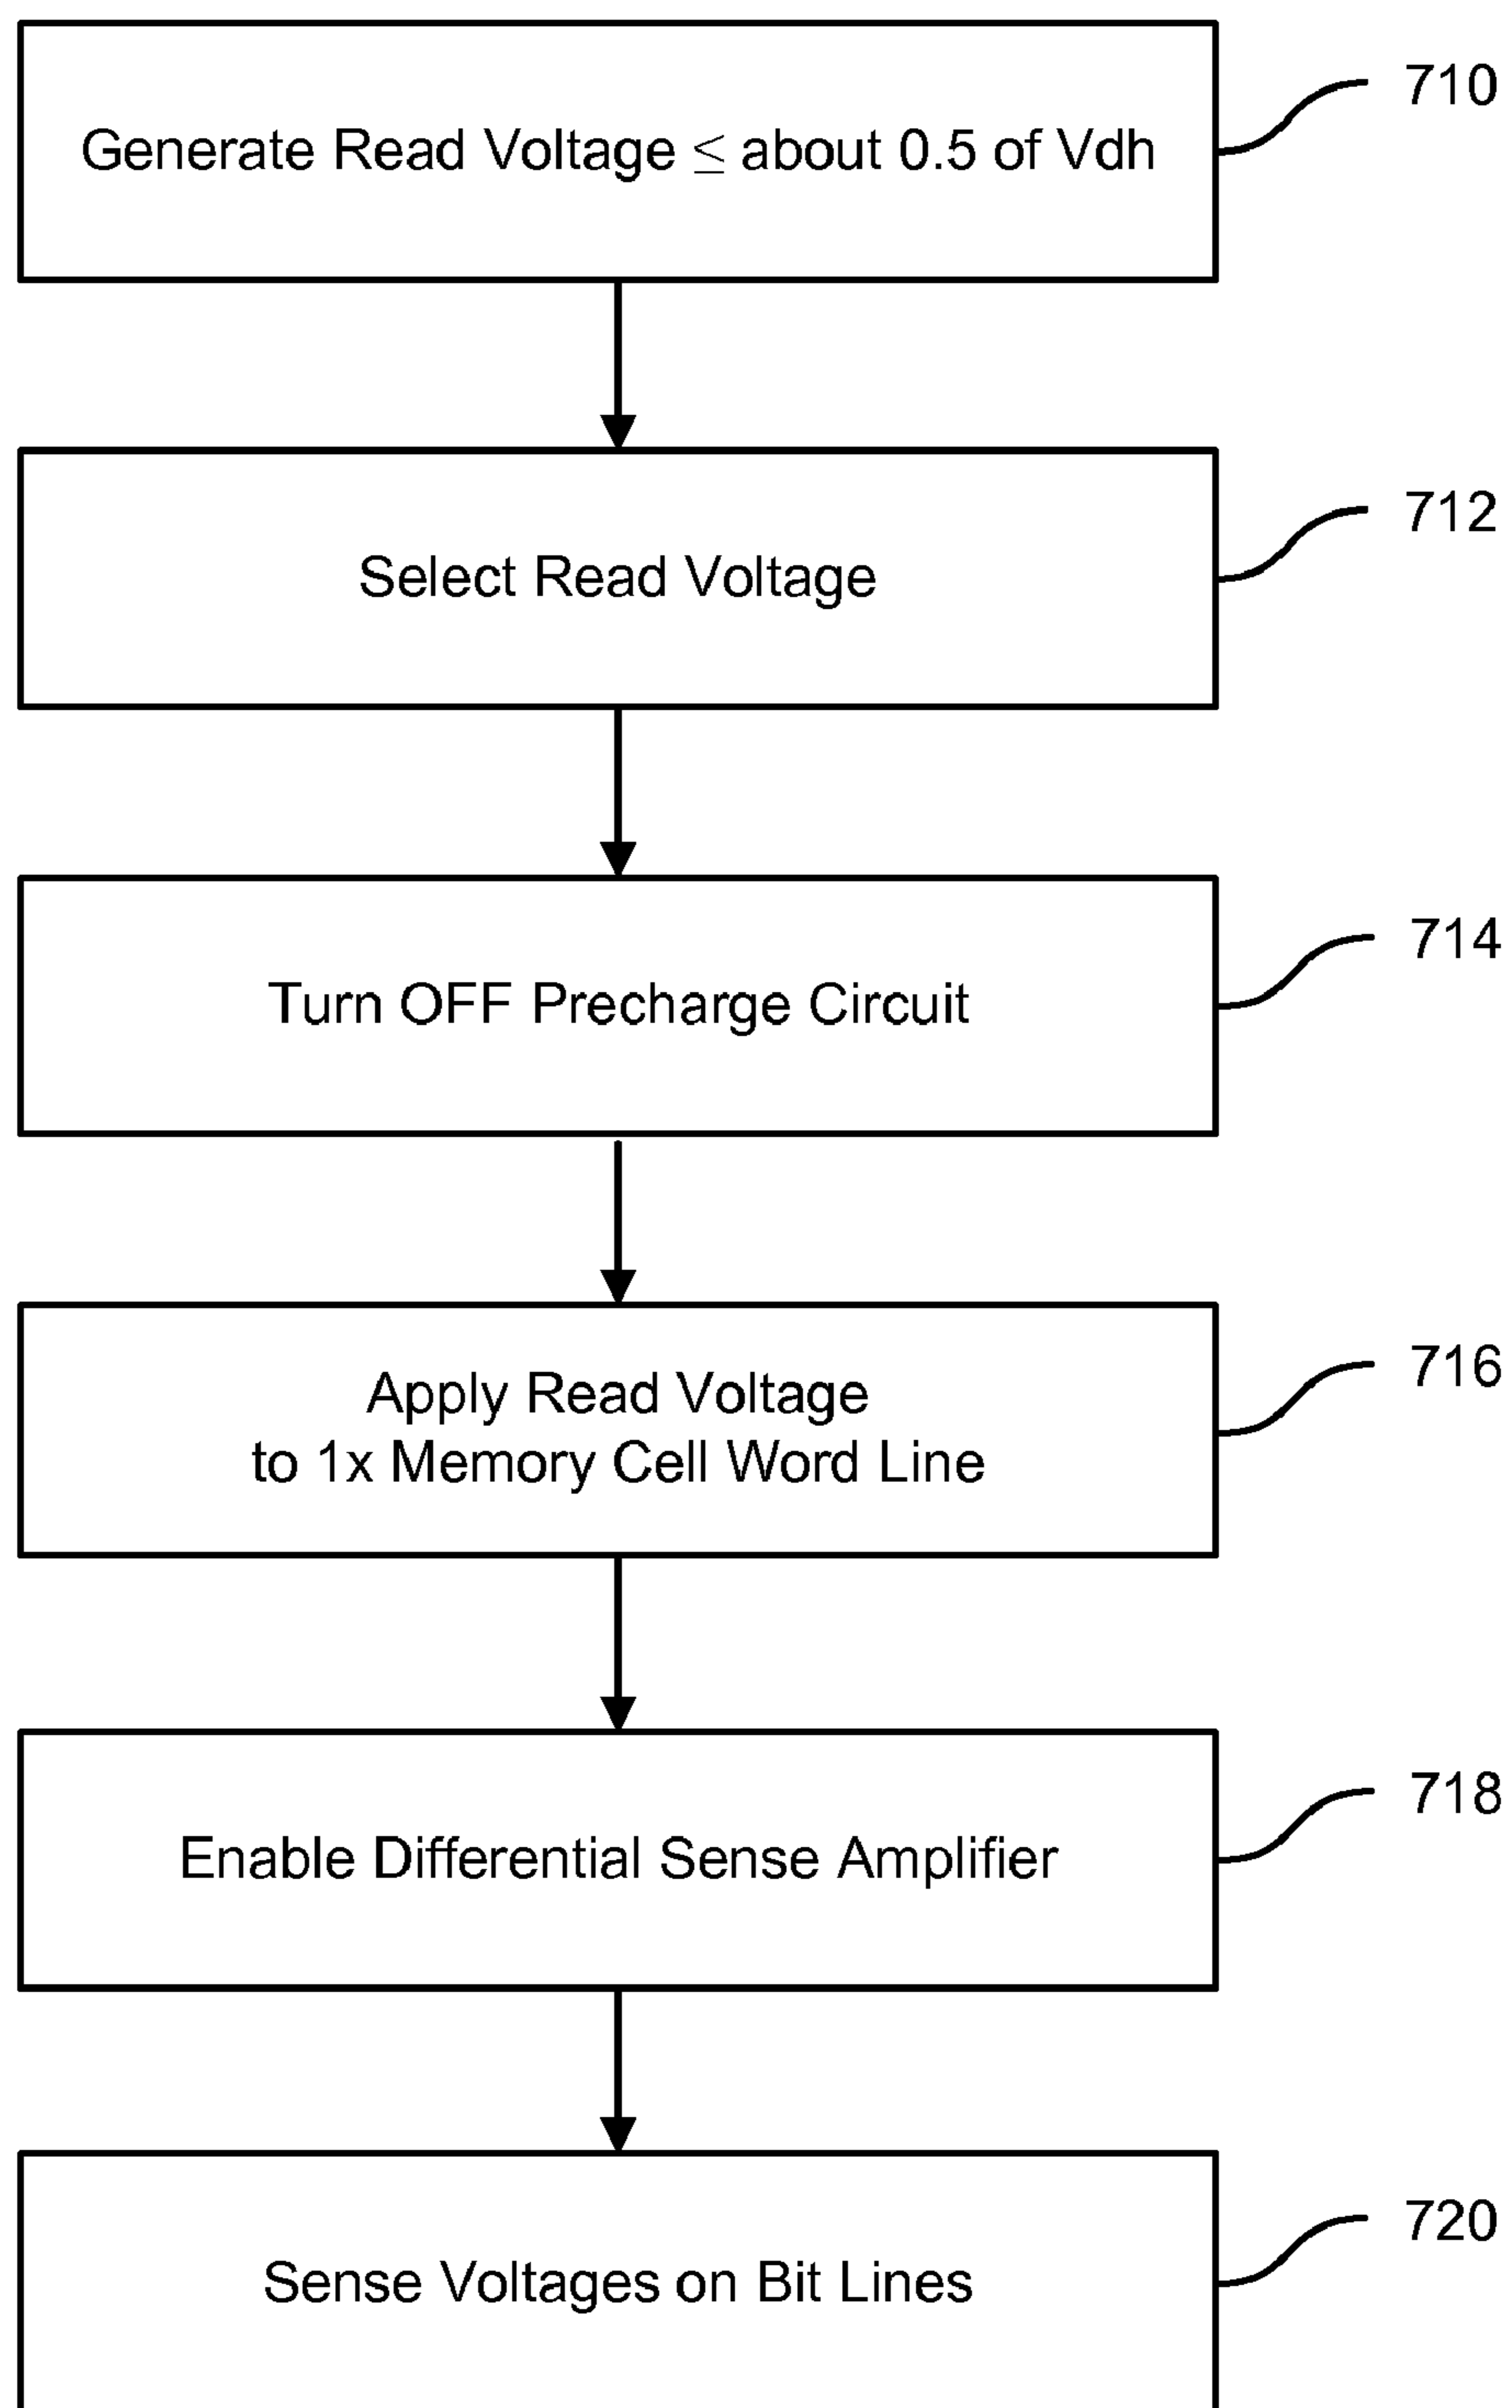 710
Generate Read Voltage ≤ about 0.5 of Vdh
712
Select Read Voltage
714
Turn OFF Precharge Circuit
716
Apply Read Voltage
to 1x Memory Cell Word Line
718
Enable Differential Sense Amplifier
720
Sense Voltages on Bit Lines